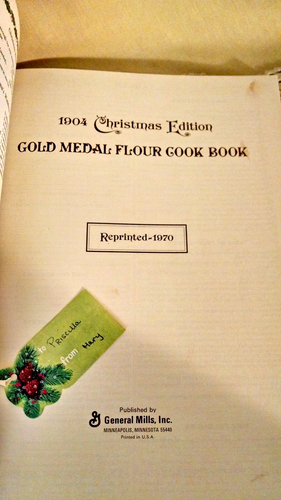 1904 Christmas Edition
GOLD MEDAL FLOUR COOK BOOK
Reprinted-1970
to Priscilla
from Mary
Published by
General Mills, Inc.
MINNEAPOLIS, MINNESOTA 55440
Printed in U.S.A.